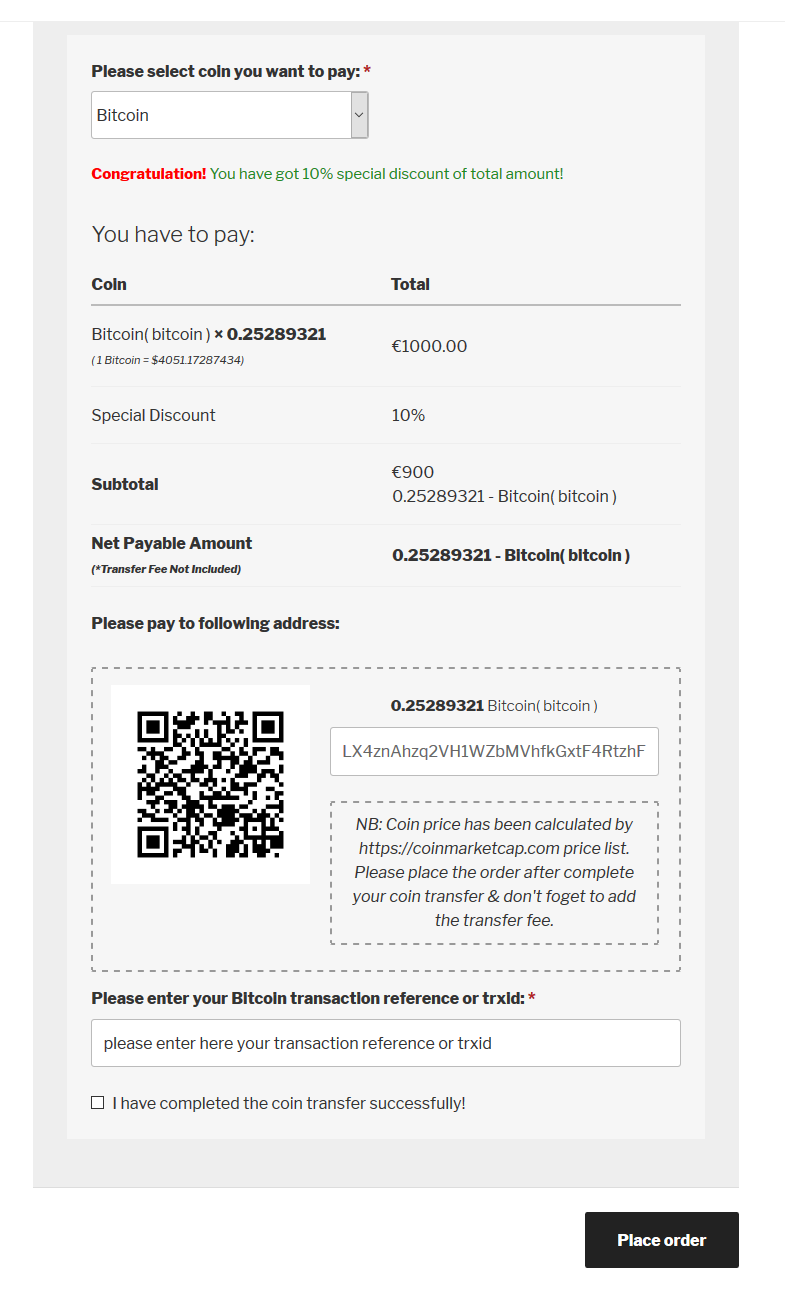 Please select coin you want to pay: *
Bitcoin
Congratulation! You have got 10% special discount of total amount!
You have to pay:
Coin Total
Bitcoin( bitcoin ) × 0.25289321
€1000.00
( 1 Bitcoin = $4051.17287434)
Special Discount 10%
Subtotal
€900
0.25289321 - Bitcoin( bitcoin )
Net Payable Amount
(*Transfer Fee Not Included)
0.25289321 - Bitcoin( bitcoin )
Please pay to following address:
0.25289321 Bitcoin( bitcoin )
LX4znAhzq2VH1WZbMVhfkGxtF4RtzhF
NB: Coin price has been calculated by
https://coinmarketcap.com price list.
Please place the order after complete
your coin transfer & don't foget to add
the transfer fee.
Please enter your Bitcoin transaction reference or trxid: *
please enter here your transaction reference or trxid
I have completed the coin transfer successfully!
Place order